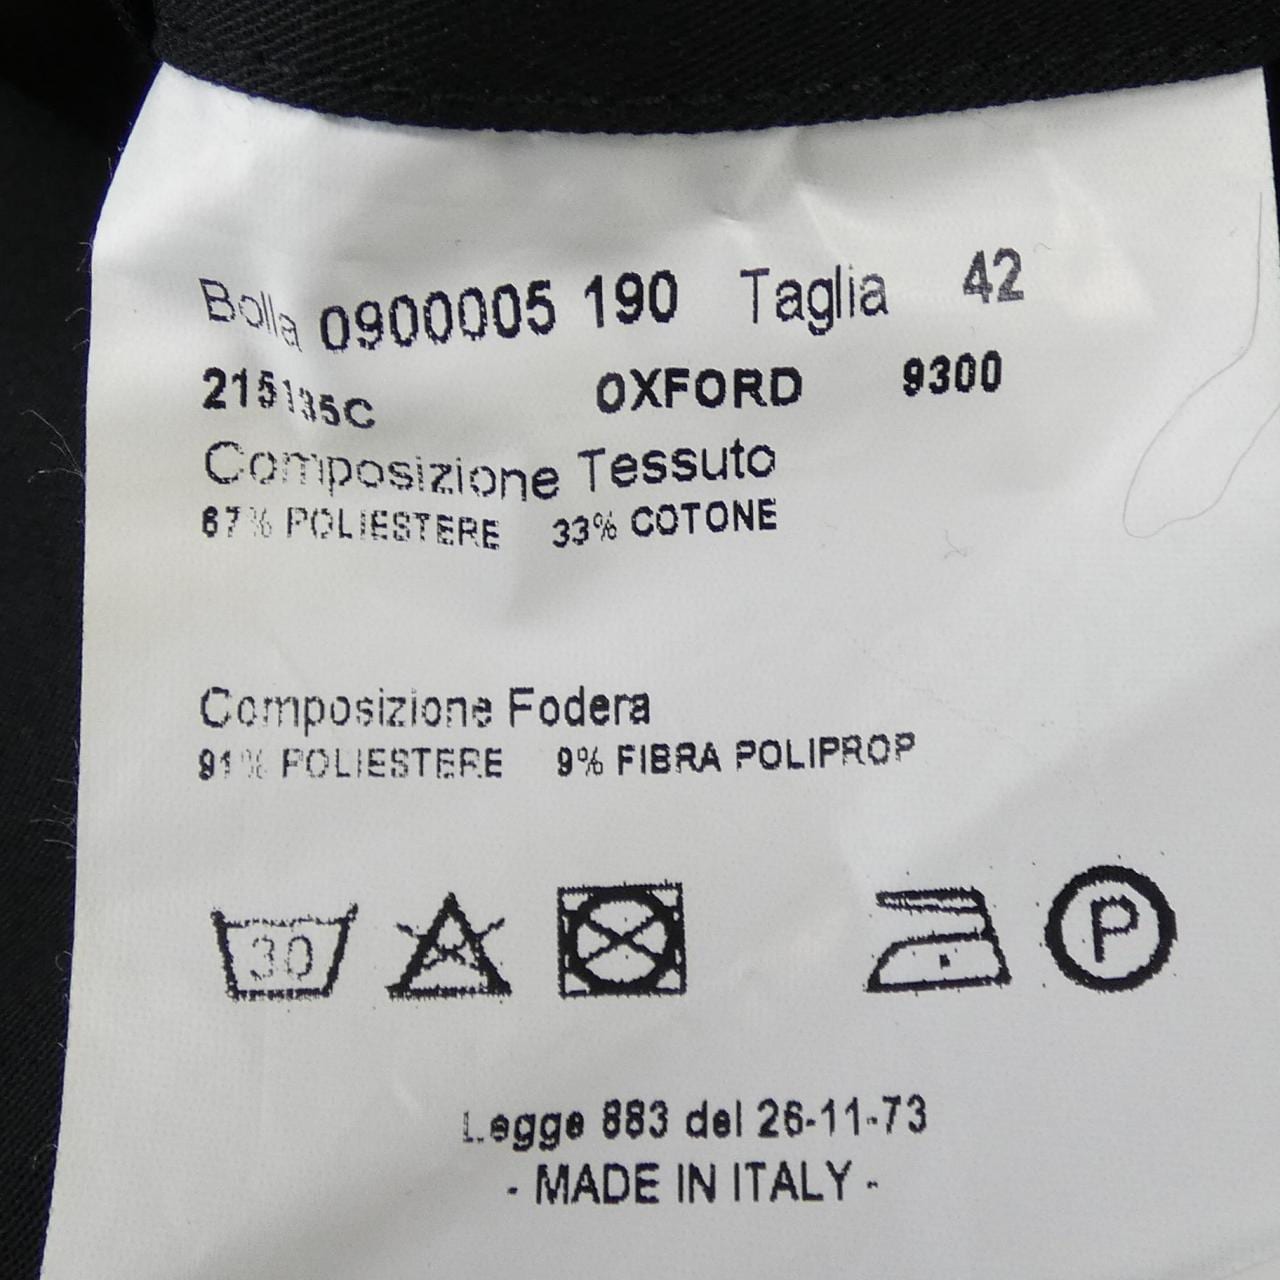 Bolla 0900005 190 Taglia 42
215135C OXFORD 9300
Composizione Tessuto
67% POLIESTERE 33% COTONE
Composizione Fodera
91% POLIESTERE 9% FIBRA POLIPROP
30 P
Legge 883 del 26-11-73
- MADE IN ITALY -